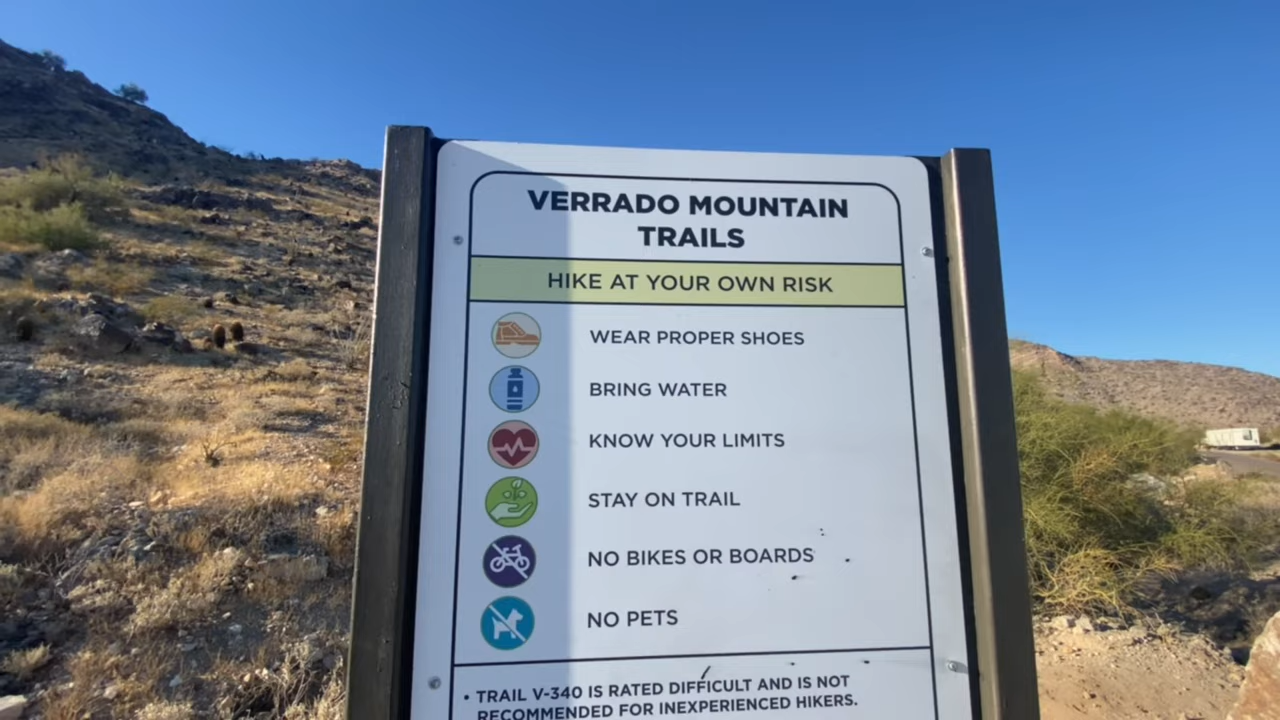 VERRADO MOUNTAIN
TRAILS
HIKE AT YOUR OWN RISK
WEAR PROPER SHOES
BRING WATER
KNOW YOUR LIMITS
STAY ON TRAIL
NO BIKES OR BOARDS
NO PETS
• TRAIL V-340 IS RATED DIFFICULT AND IS NOT
RECOMMENDED FOR INEXPERIENCED HIKERS.